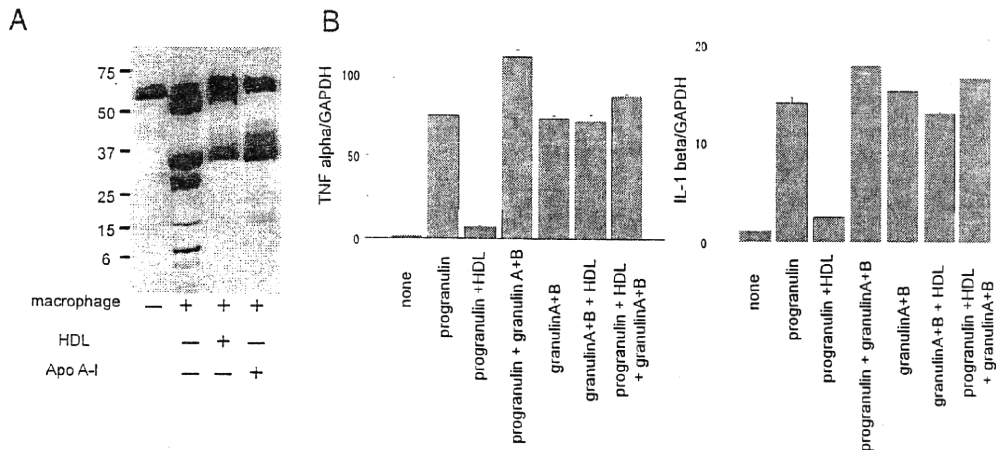 A
75
50
37
25
15
6
macrophage — + + +
HDL — + —
Apo A-I — — +
B
TNF alpha/GAPDH
100
50
0
none
progranulin
progranulin +HDL
progranulin + granulin A+B
granulinA+B
granulinA+B + HDL
progranulin + HDL
+ granulinA+B
IL-1 beta/GAPDH
20
10
0
none
progranulin
progranulin +HDL
progranulin + granulinA+B
granulinA+B
granulinA+B + HDL
progranulin +HDL
+ granulin A+B